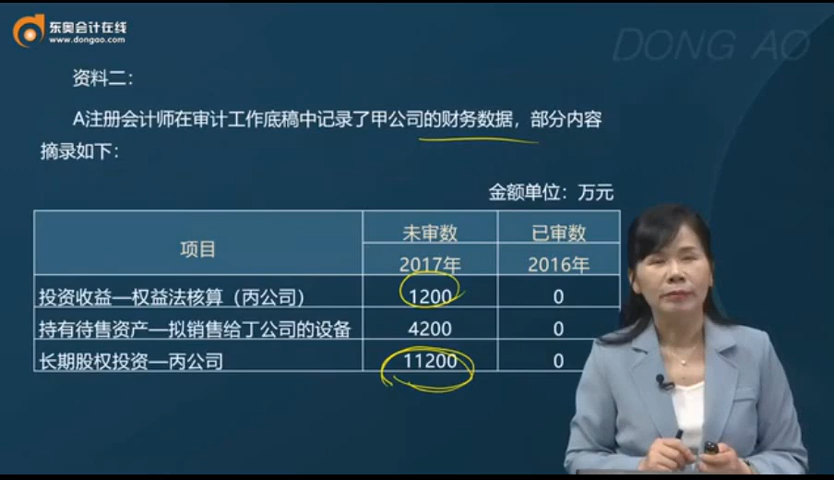 东奥会计在线
www.dongao.com
DONG AO
资料二：
A注册会计师在审计工作底稿中记录了甲公司的财务数据，部分内容
摘录如下：
金额单位：万元
项目 未审数 已审数
2017年 2016年
投资收益—权益法核算（丙公司） 1200 0
持有待售资产—拟销售给丁公司的设备 4200 0
长期股权投资—丙公司 11200 0